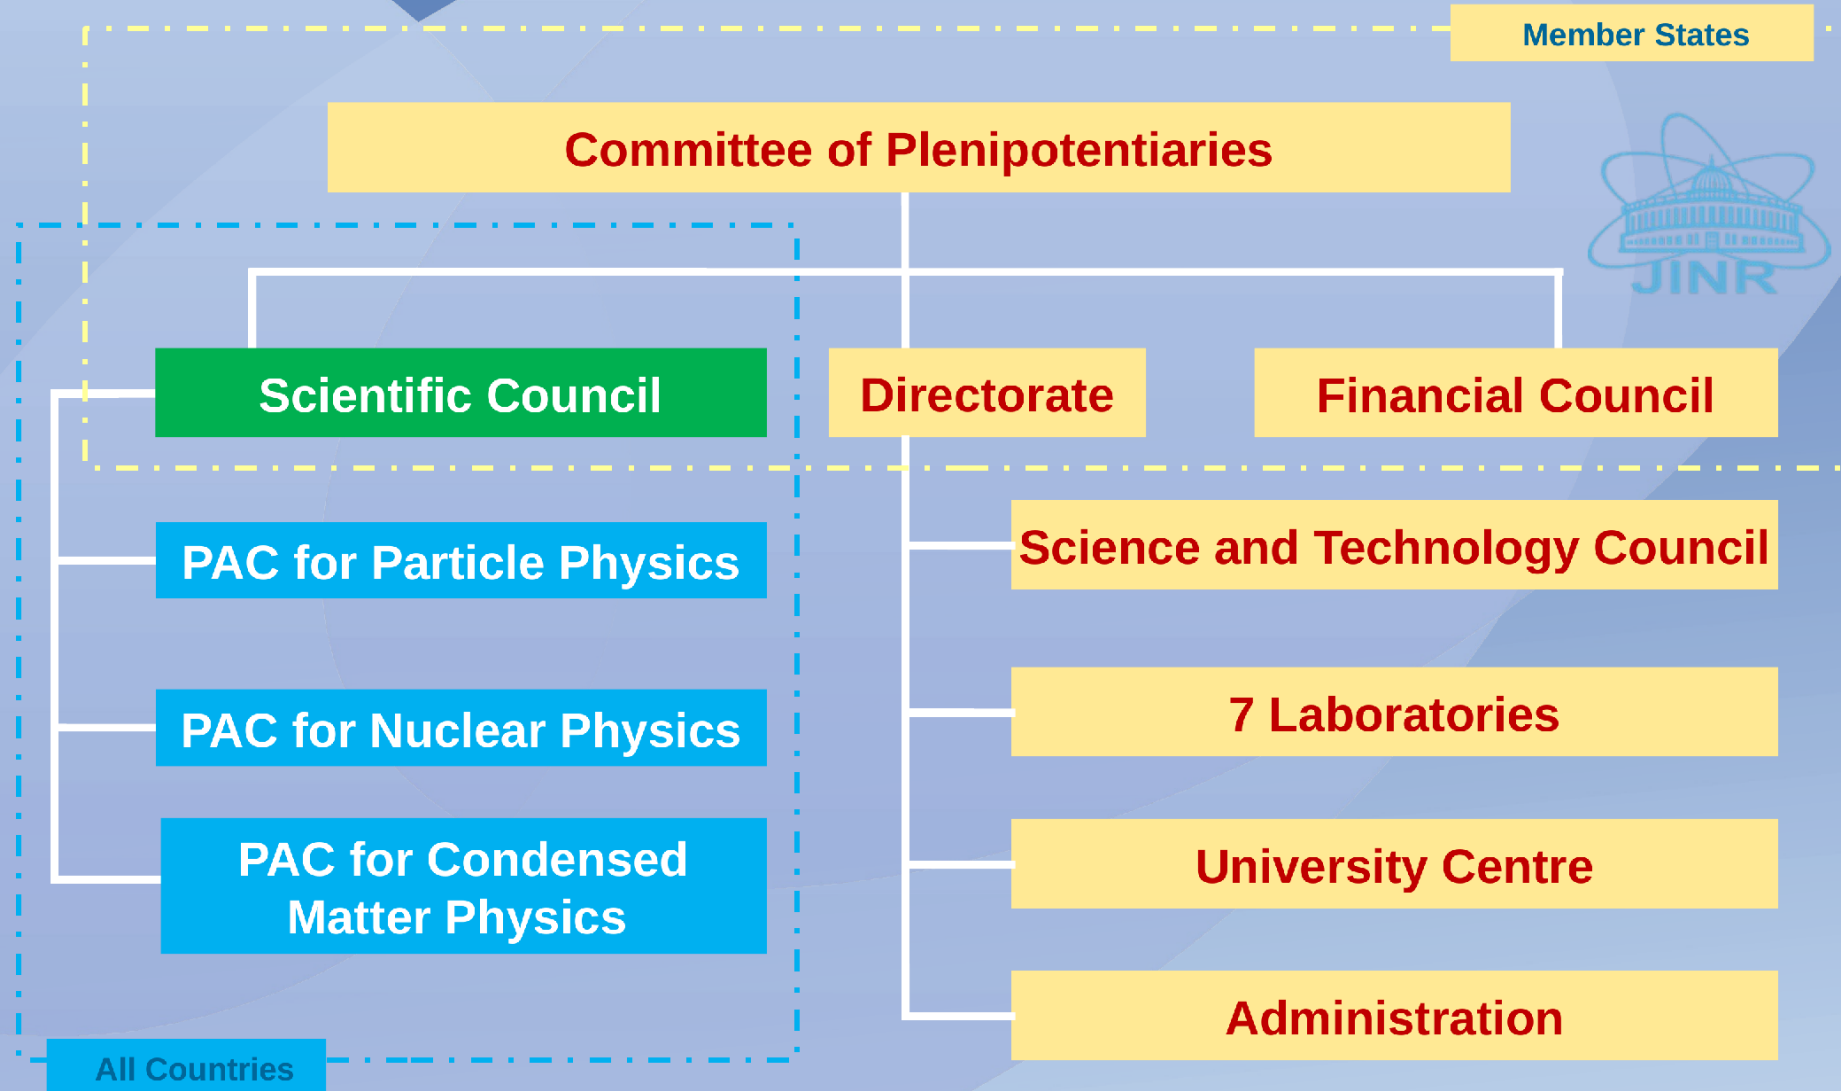 Member States
Committee of Plenipotentiaries
JINR
Scientific Council
Directorate
Financial Council
PAC for Particle Physics
Science and Technology Council
PAC for Nuclear Physics
7 Laboratories
PAC for Condensed
Matter Physics
University Centre
Administration
All Countries